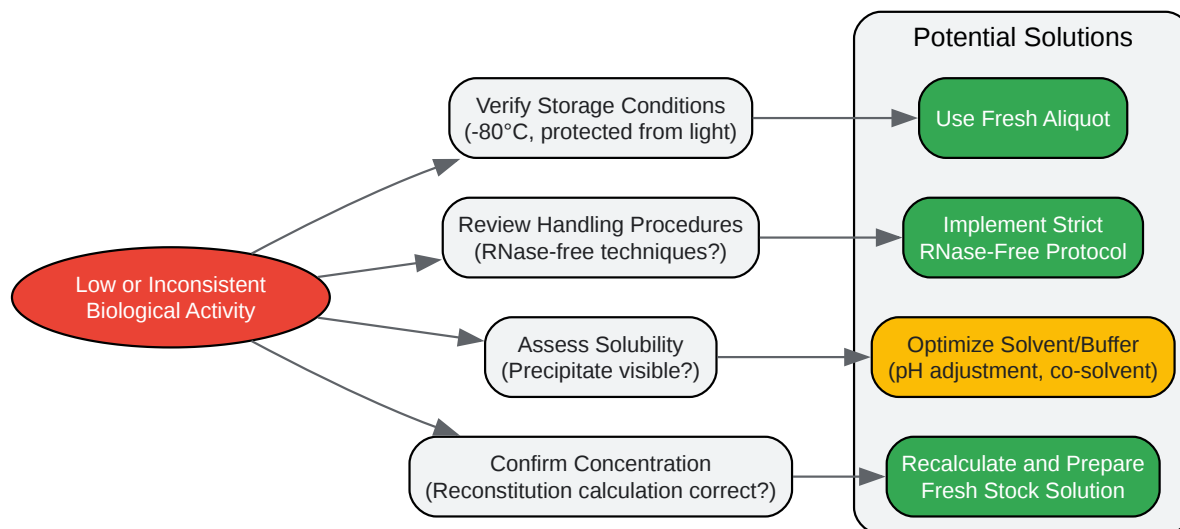 Potential Solutions
Low or Inconsistent
Biological Activity
Verify Storage Conditions
(-80°C, protected from light)
Use Fresh Aliquot
Review Handling Procedures
(RNase-free techniques?)
Implement Strict
RNase-Free Protocol
Assess Solubility
(Precipitate visible?)
Optimize Solvent/Buffer
(pH adjustment, co-solvent)
Confirm Concentration
(Reconstitution calculation correct?)
Recalculate and Prepare
Fresh Stock Solution